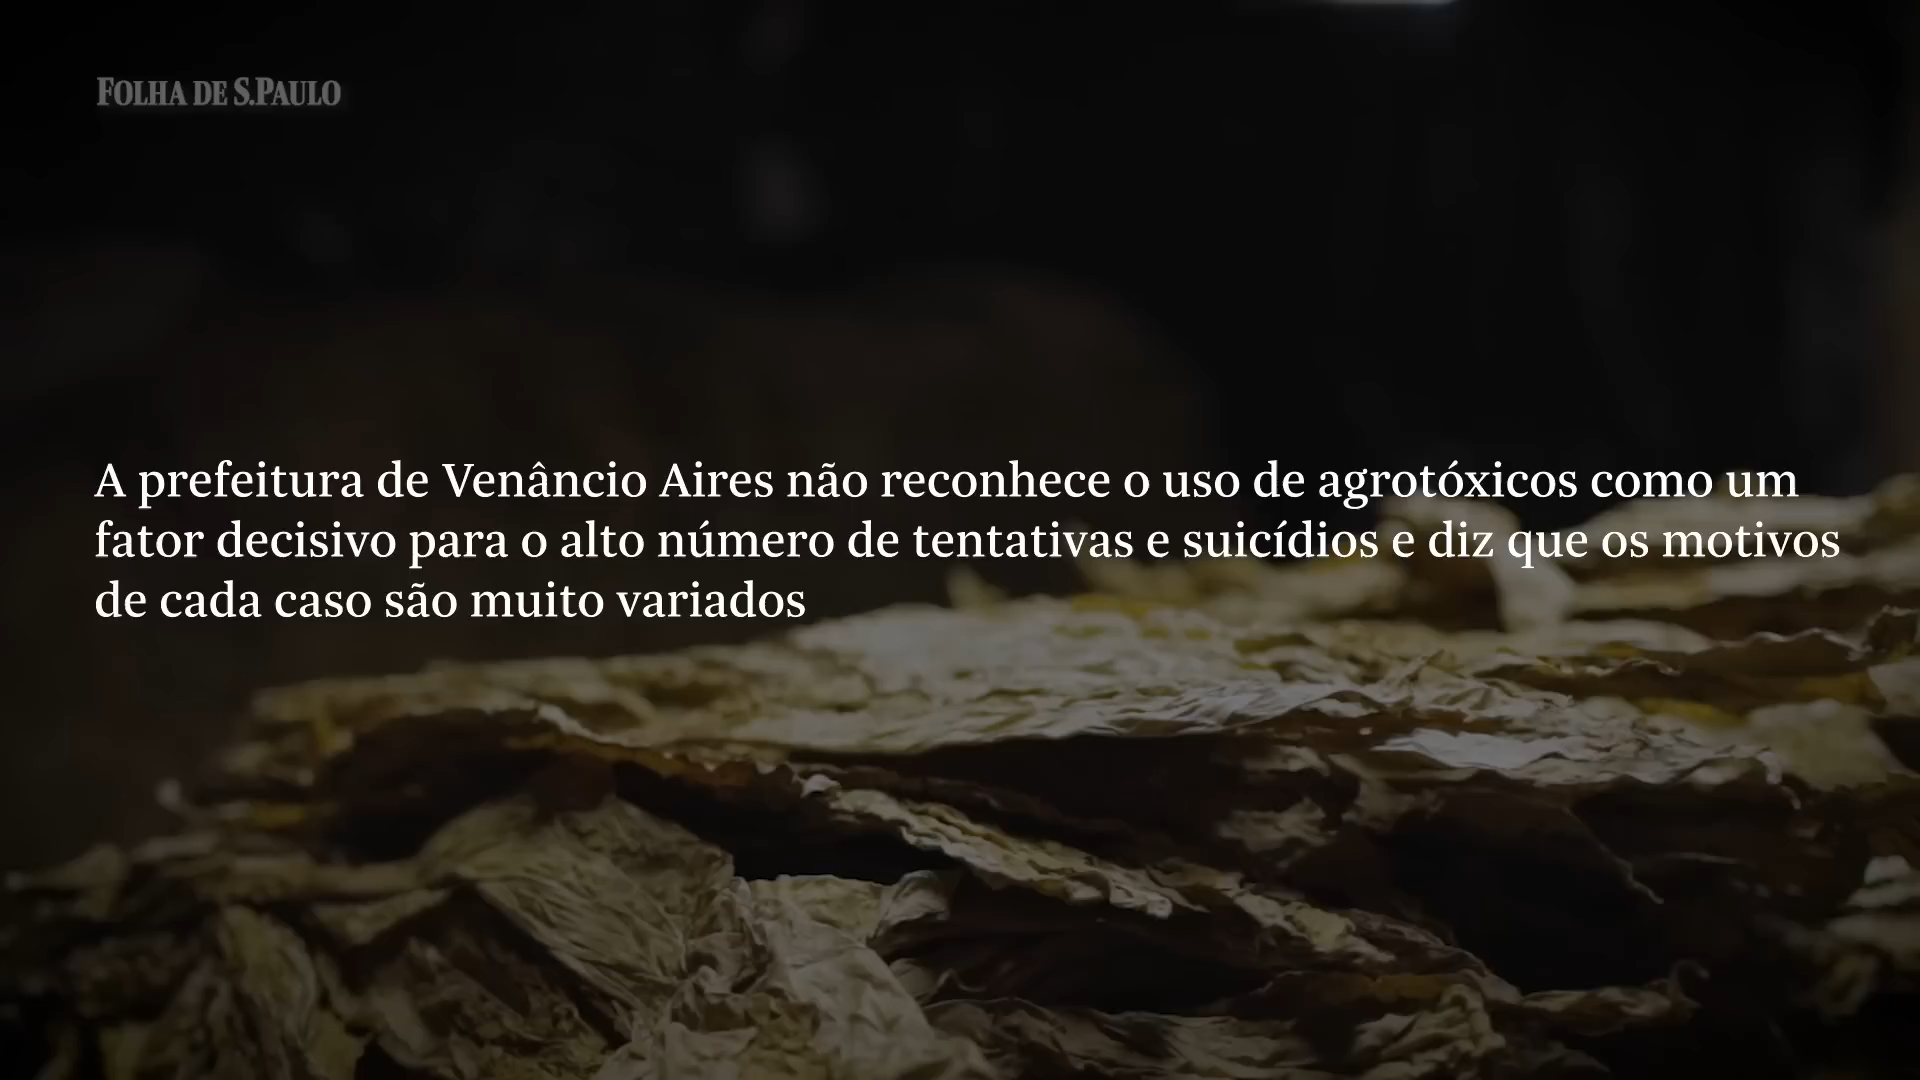 FOLHA DE S.PAULO
A prefeitura de Venâncio Aires não reconhece o uso de agrotóxicos como um
fator decisivo para o alto número de tentativas e suicídios e diz que os motivos
de cada caso são muito variados